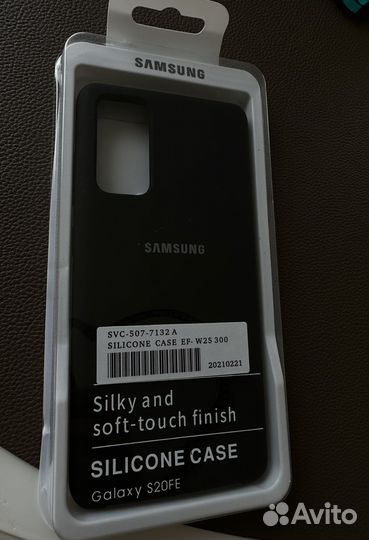 SAMSUNG
SAMSUNG
SVC-507-7132 A
SILICONE CASE EF-W25 300
20210221
Silky and
soft-touch finish
SILICONE CASE
Galaxy S20FE
Avito